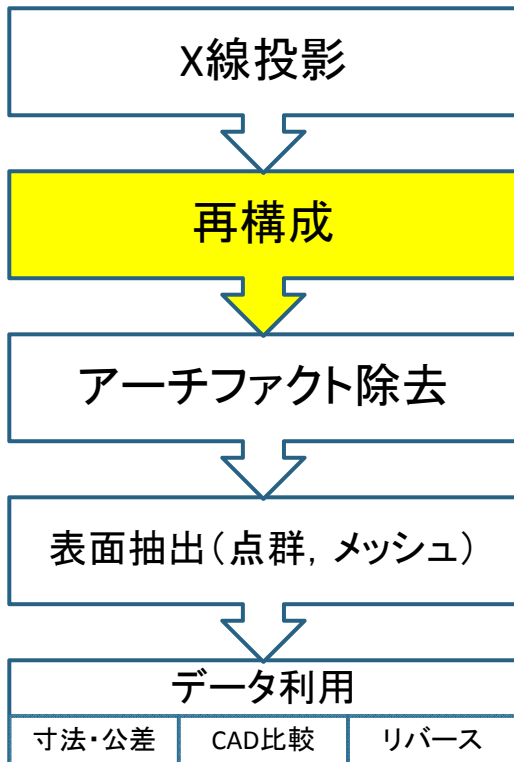 X線投影
再構成
アーチファクト除去
表面抽出（点群, メッシュ）
データ利用
寸法・公差
CAD比較
リバース